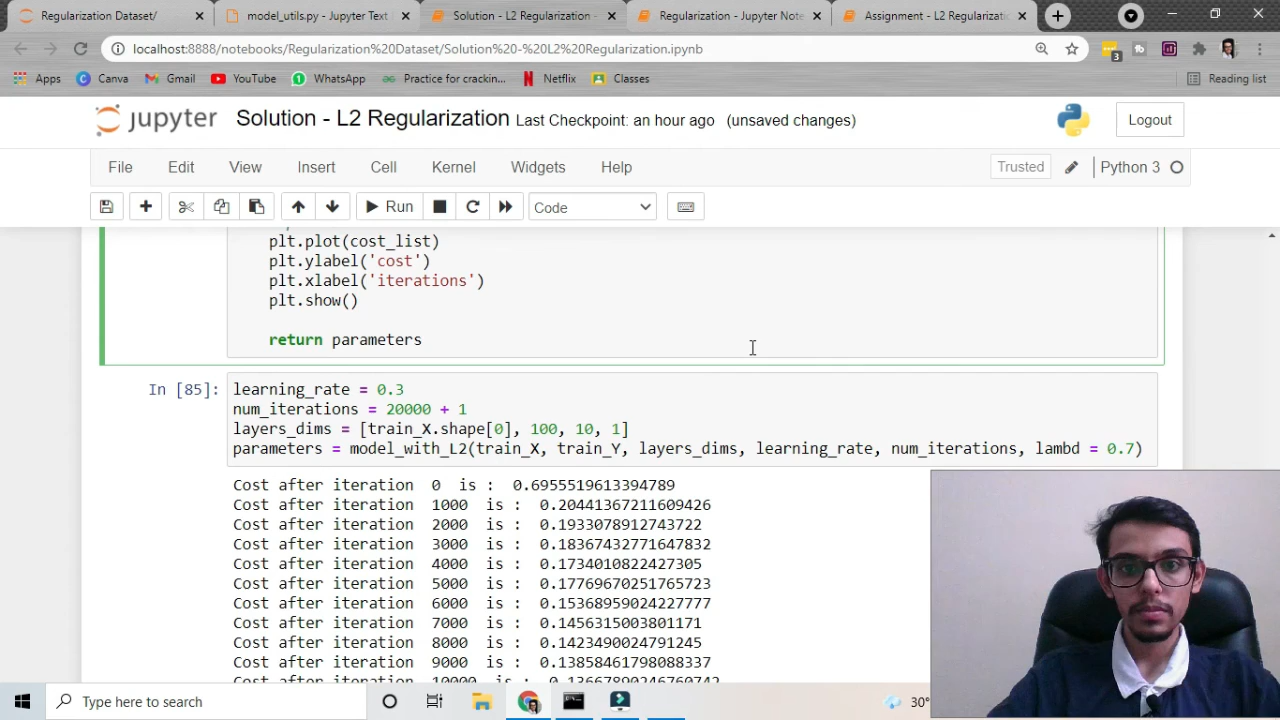 Regularization Dataset/
model_utils.py - Jupyter Text
Solution - L2 Regularization -
Regularization - Jupyter Note
Assignment - L2 Regularizatio
localhost:8888/notebooks/Regularization%20Dataset/Solution%20-%20L2%20Regularization.ipynb
3
Apps
Canva
Gmail
YouTube
WhatsApp
Practice for crackin...
Netflix
Classes
Reading list
jupyter
Solution - L2 Regularization Last Checkpoint: an hour ago (unsaved changes)
Logout
File Edit View Insert Cell Kernel Widgets Help
Trusted
Python 3
Run
Code
plt.plot(cost_list)
plt.ylabel('cost')
plt.xlabel('iterations')
plt.show()
return parameters
In [85]:
learning_rate = 0.3
num_iterations = 20000 + 1
layers_dims = [train_X.shape[0], 100, 10, 1]
parameters = model_with_L2(train_X, train_Y, layers_dims, learning_rate, num_iterations, lambd = 0.7)
Cost after iteration 0 is : 0.6955519613394789
Cost after iteration 1000 is : 0.20441367211609426
Cost after iteration 2000 is : 0.1933078912743722
Cost after iteration 3000 is : 0.18367432771647832
Cost after iteration 4000 is : 0.1734010822427305
Cost after iteration 5000 is : 0.17769670251765723
Cost after iteration 6000 is : 0.15368959024227777
Cost after iteration 7000 is : 0.1456315003801171
Cost after iteration 8000 is : 0.1423490024791245
Cost after iteration 9000 is : 0.13858461798088337
Cost after iteration 10000 is : 0.13667890246760742
Type here to search
30°